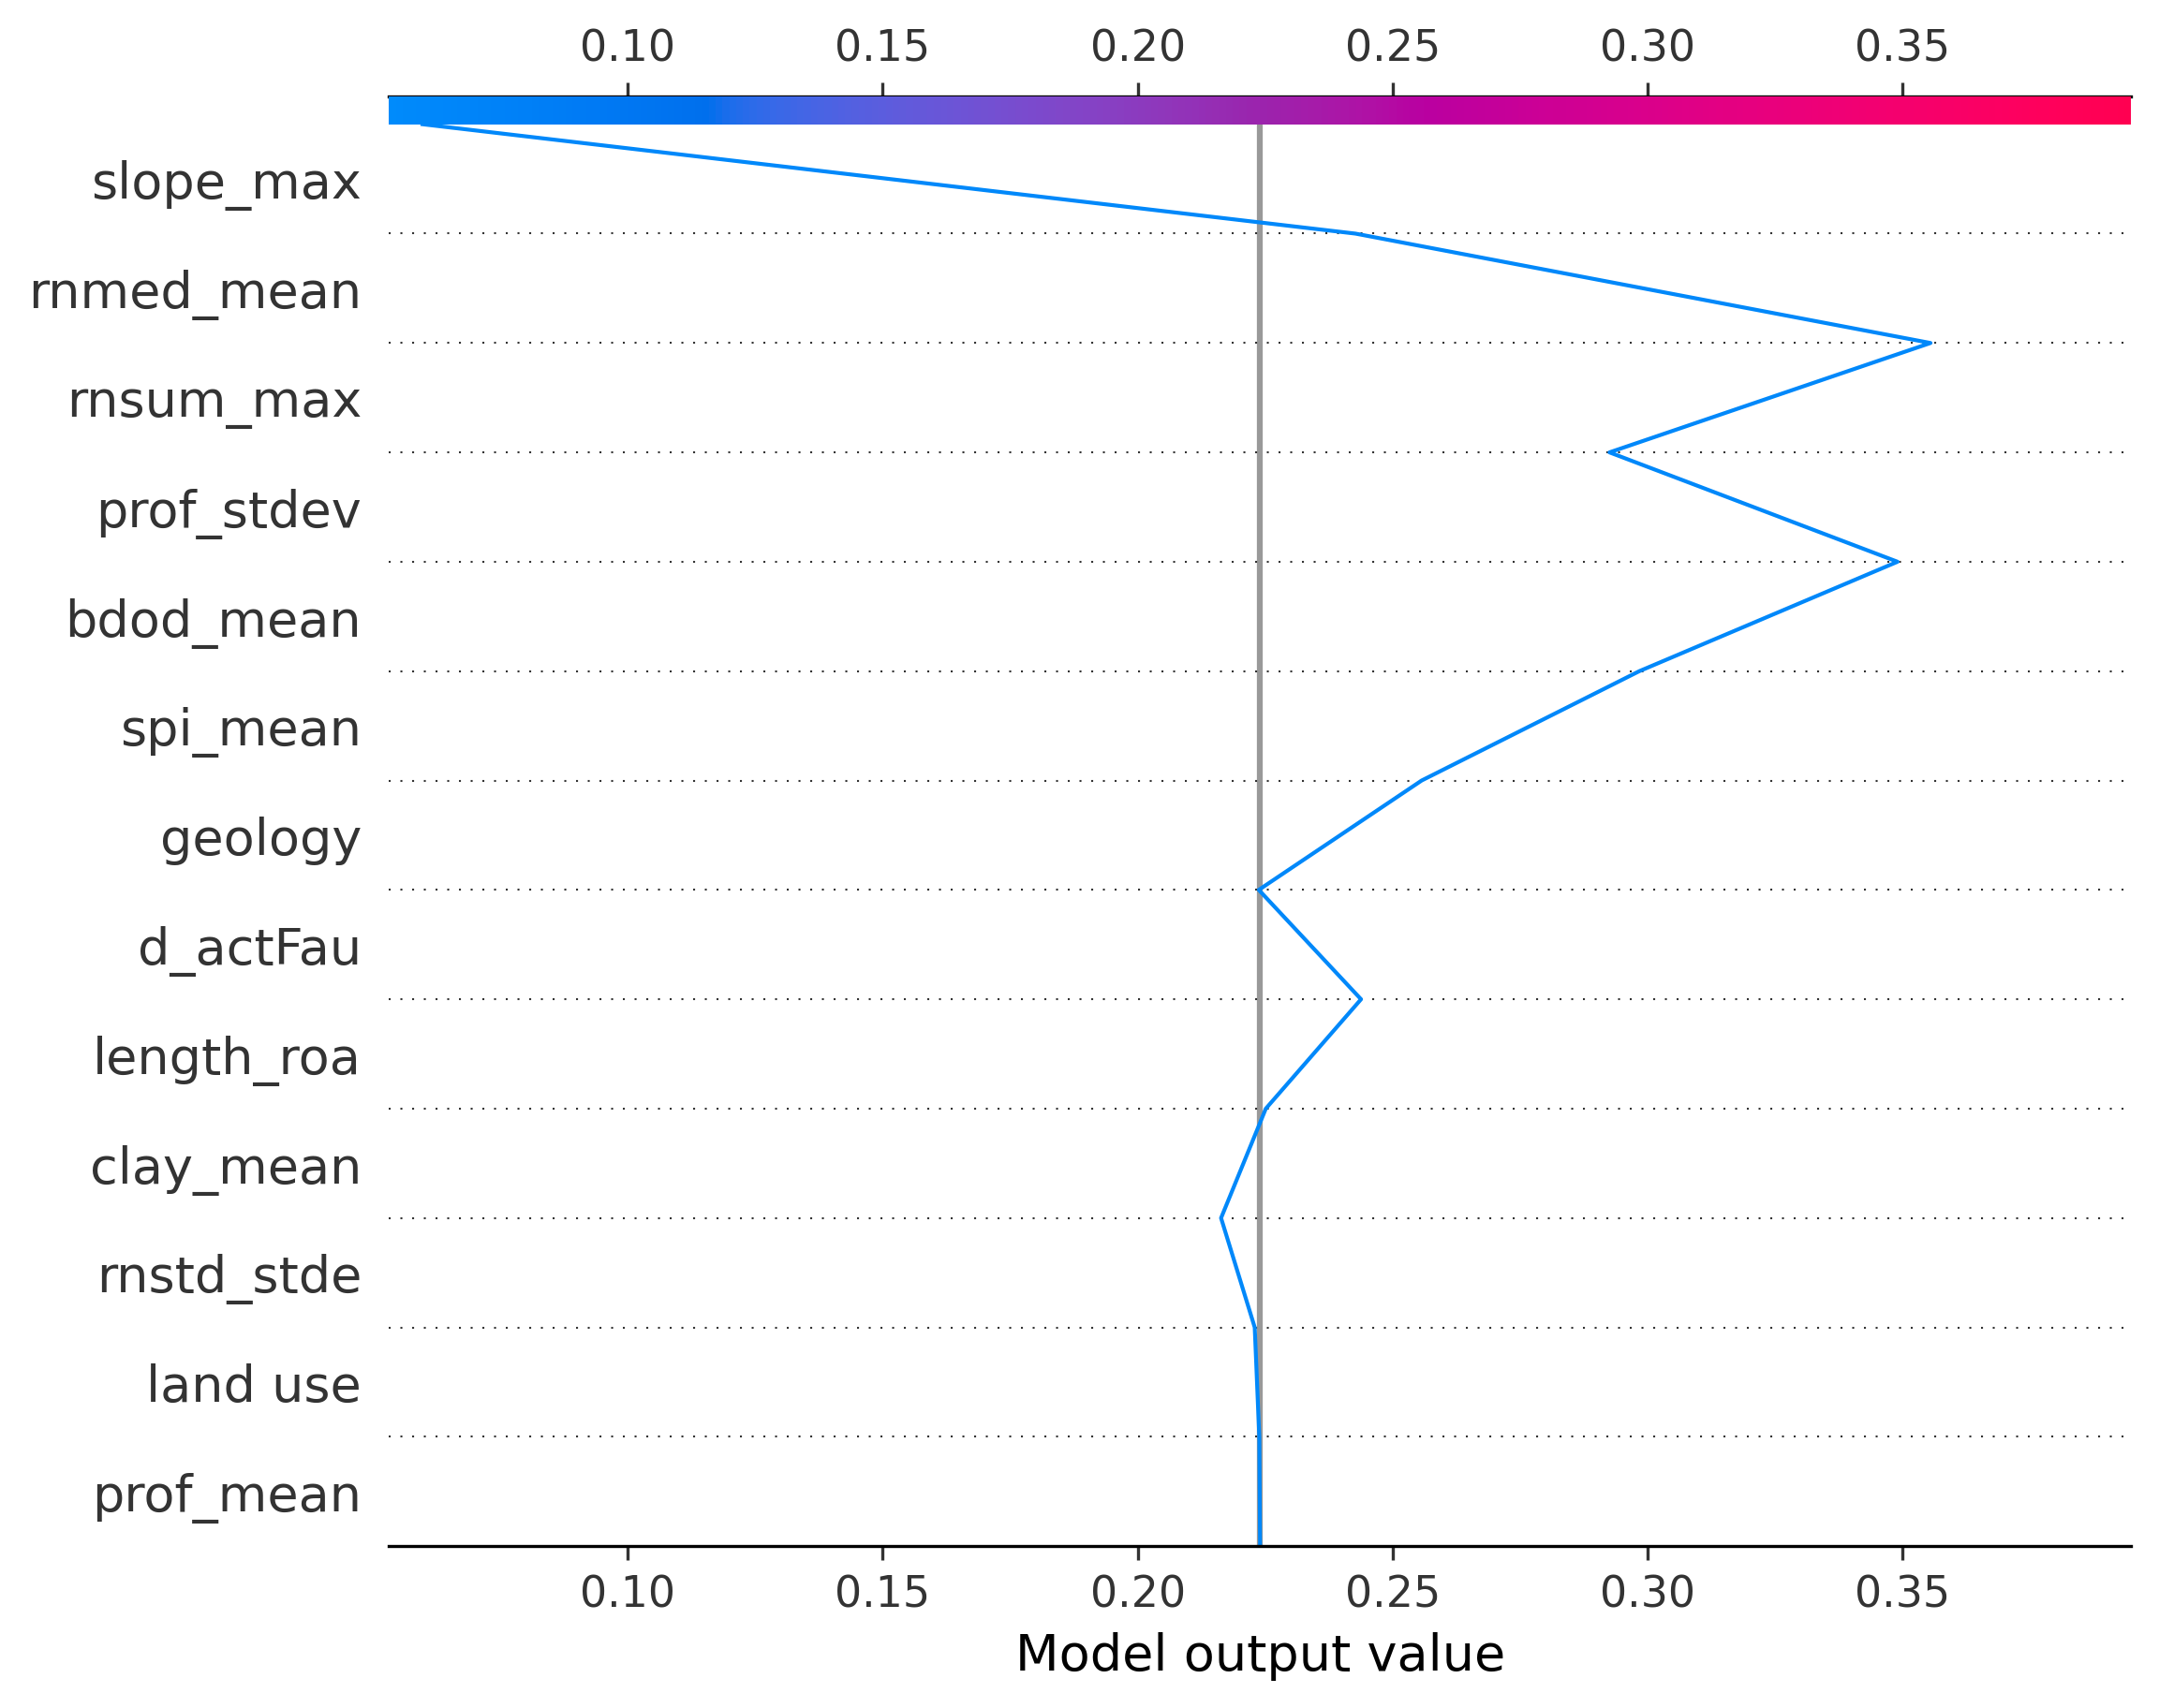 0.10 0.15 0.20 0.25 0.30 0.35
slope_max
rnmed_mean
rnsum_max
prof_stdev
bdod_mean
spi_mean
geology
d_actFau
length_roa
clay_mean
rnstd_stde
land use
prof_mean
0.10 0.15 0.20 0.25 0.30 0.35
Model output value